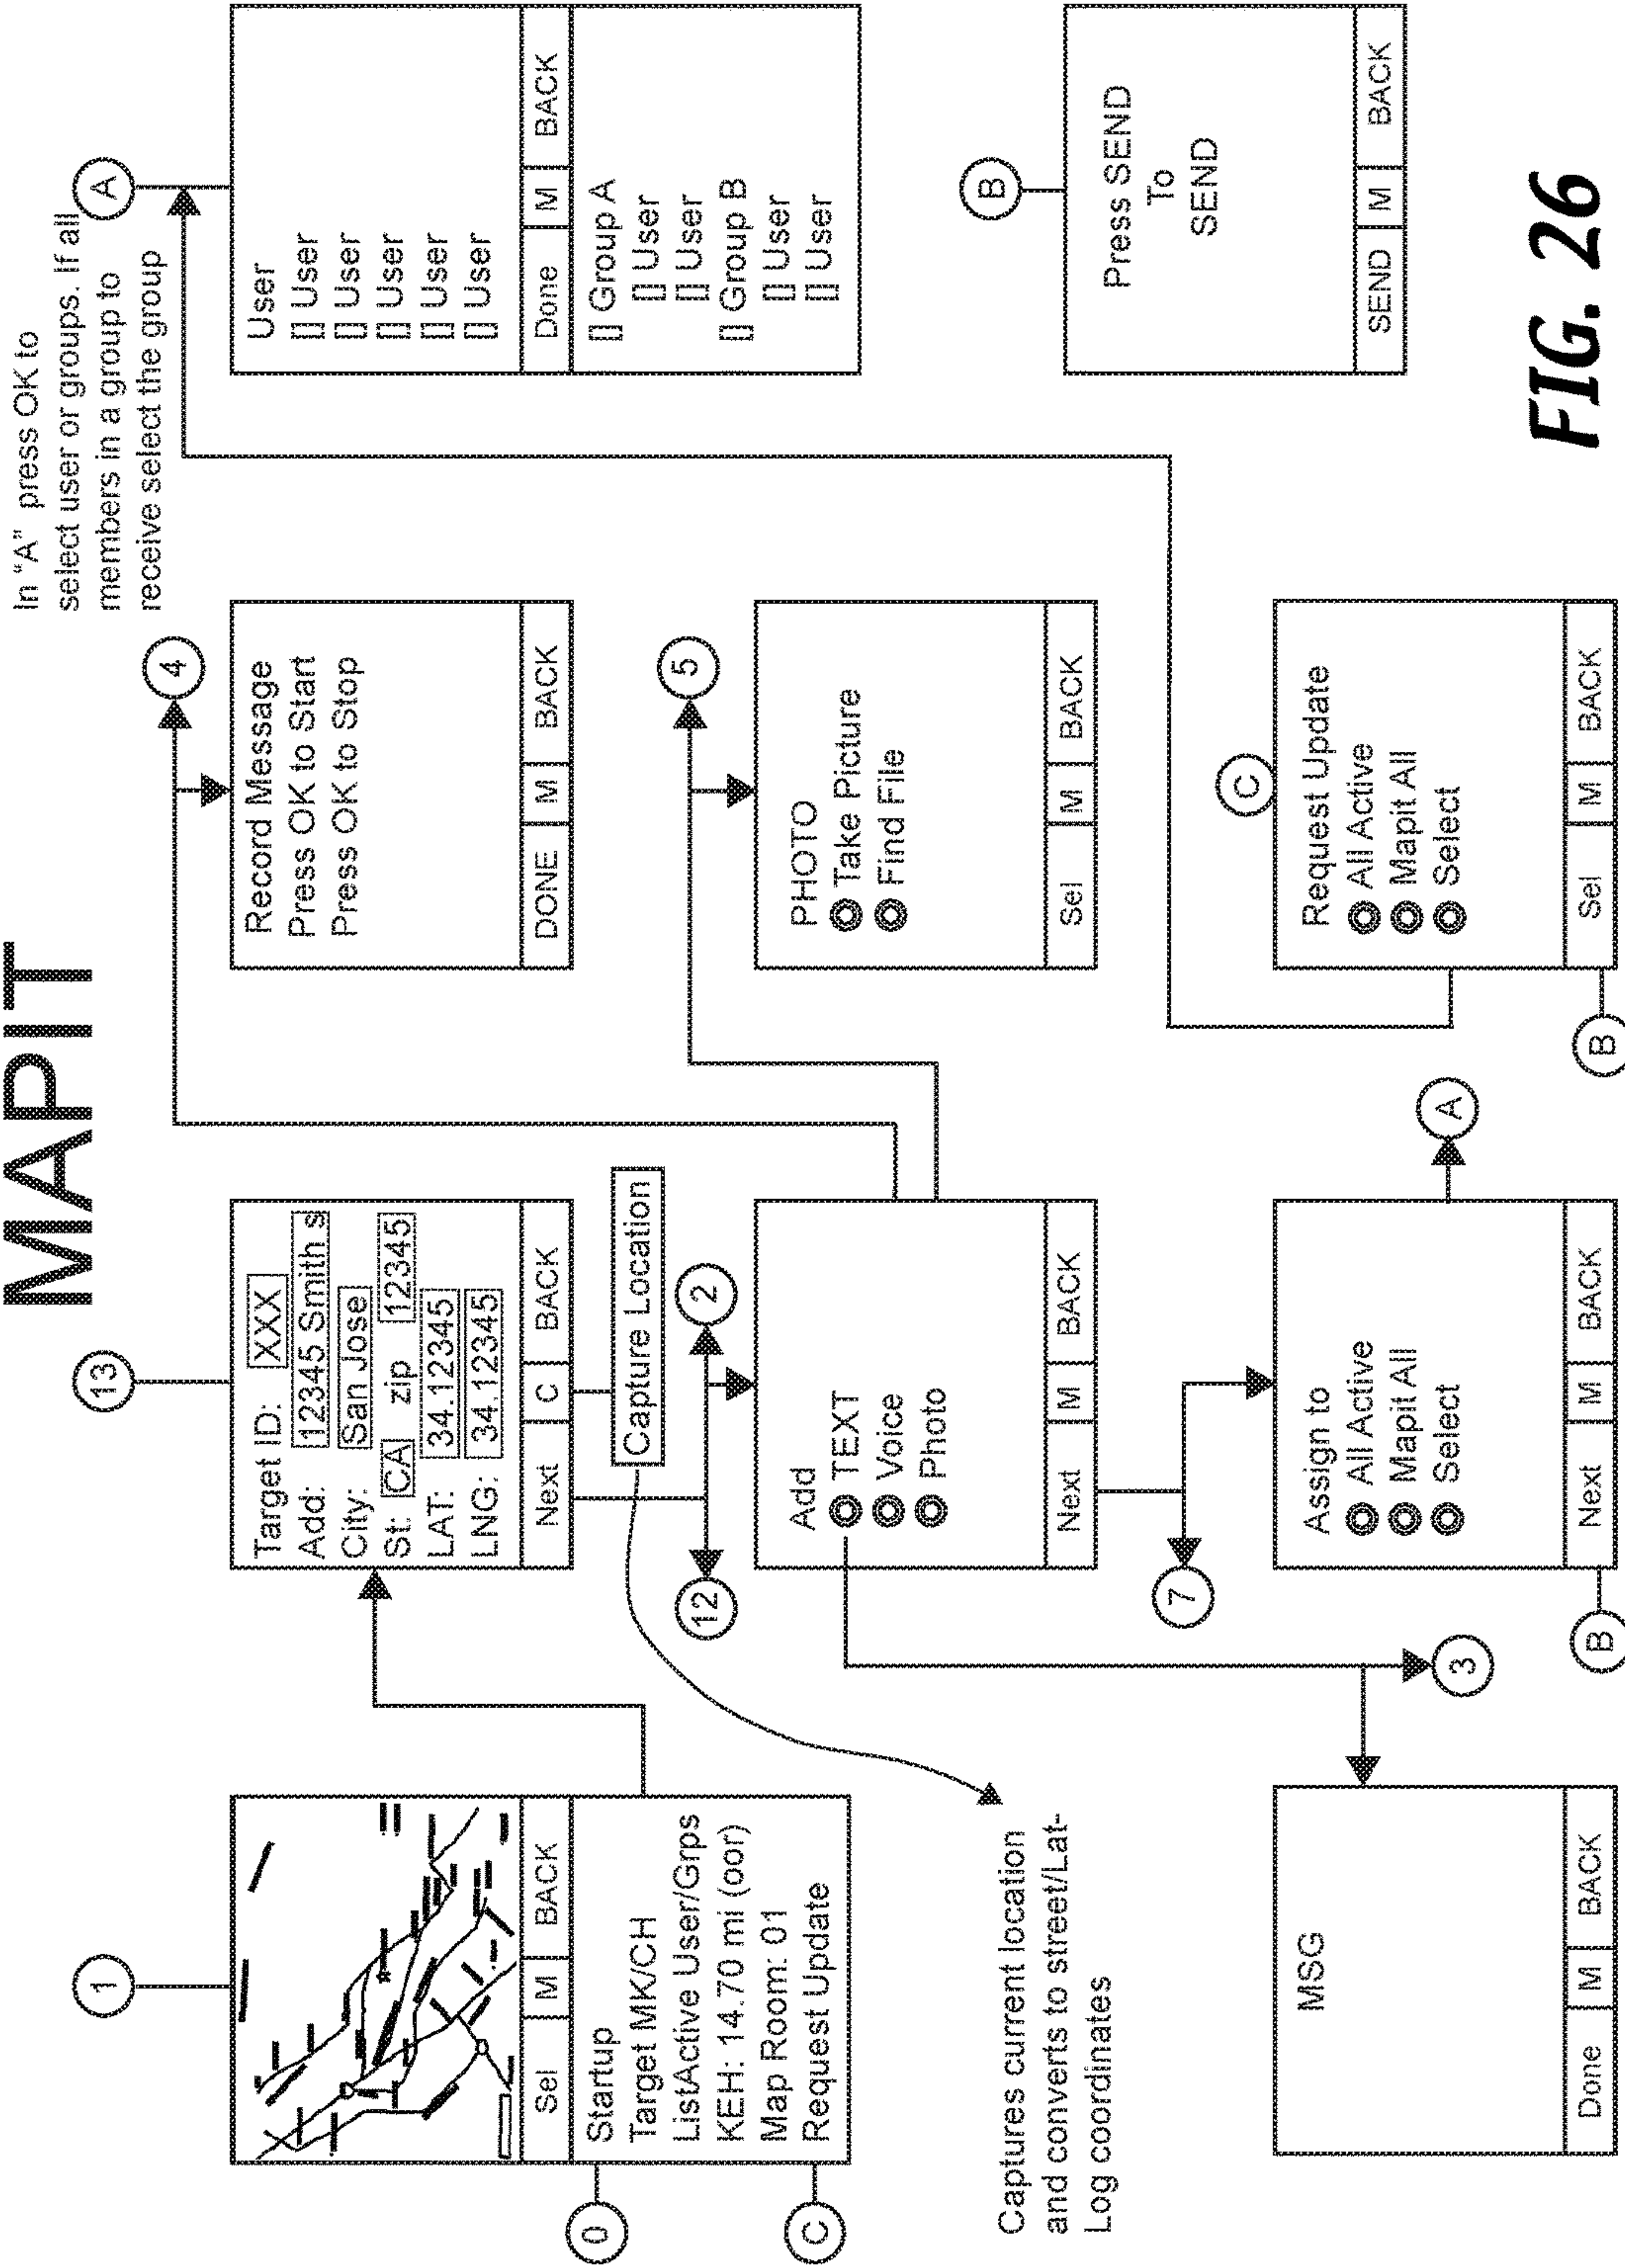 MAPIT
1
Sel M BACK
0
Startup
Target MK/CH
ListActive User/Grps
KEH: 14.70 mi (oor)
Map Room: 01
Request Update
C
Captures current location
and converts to street/Lat-
Log coordinates
MSG
Done M BACK
3
13
Target ID: XXX
Add: 12345 Smith s
City: San Jose
St: CA zip 12345
LAT: 34.12345
LNG: 34.12345
Next C BACK
Capture Location
12
2
Add
TEXT
Voice
Photo
Next M BACK
7
Assign to
All Active
Mapit All
Select
Next M BACK
B
A
4
Record Message
Press OK to Start
Press OK to Stop
DONE M BACK
5
PHOTO
Take Picture
Find File
Sel M BACK
C
Request Update
All Active
Mapit All
Select
Sel M BACK
B
In "A" press OK to
select user or groups. If all
members in a group to
receive select the group
A
User
[] User
[] User
[] User
[] User
[] User
Done M BACK
[] Group A
[] User
[] User
[] Group B
[] User
[] User
B
Press SEND
To
SEND
SEND M BACK
FIG. 26